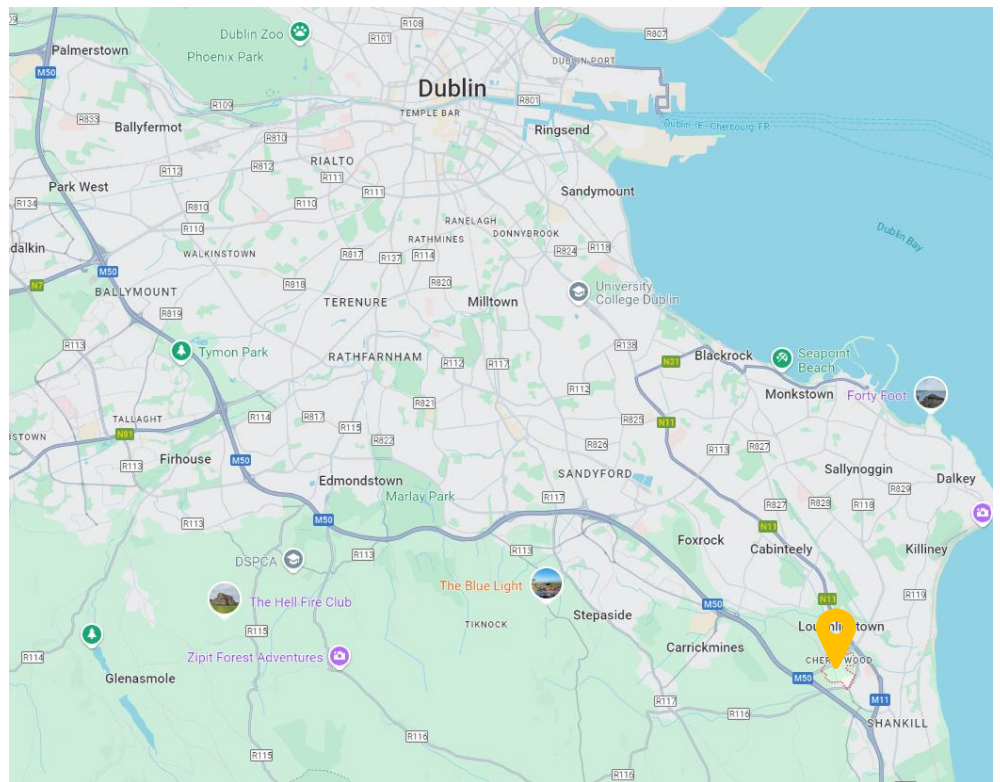 R108
R807
Dublin Zoo
R101
Palmerstown
Phoenix Park
DUBLIN PORT
M50
Dublin
R109
R801
TEMPLE BAR
R833
Ballyfermot
Ringsend
Dublin, IE - Cherbourg, FR
R810
RIALTO
R112
R812
R111
Park West
R111
Sandymount
R134
R810
R110
RANELAGH
R110
RATHMINES
DONNYBROOK
Dublin Bay
dalkin
WALKINSTOWN
R817
R137
R114
R824
R118
M50
R818
R820
University
College Dublin
N7
BALLYMOUNT
TERENURE
Milltown
R819
R113
R138
Tymon Park
RATHFARNHAM
R112
R117
N31
Blackrock
Seapoint
Beach
R112
Monkstown
Forty Foot
R821
TALLAGHT
R114
R817
R825
N11
R115
N81
R822
R826
R113
R827
Firhouse
M50
R113
SANDYFORD
Sallynoggin
Edmondstown
Dalkey
R829
Marlay Park
R117
R827
R828
R118
R113
M50
N11
Foxrock
Cabinteely
Killiney
DSPCA
R113
R113
The Blue Light
R119
The Hell Fire Club
N11
M50
Stepaside
TIKNOCK
R115
Carrickmines
Zipit Forest Adventures
R114
Glenasmole
M50
R117
M11
R116
SHANKILL
R116
R115
R116